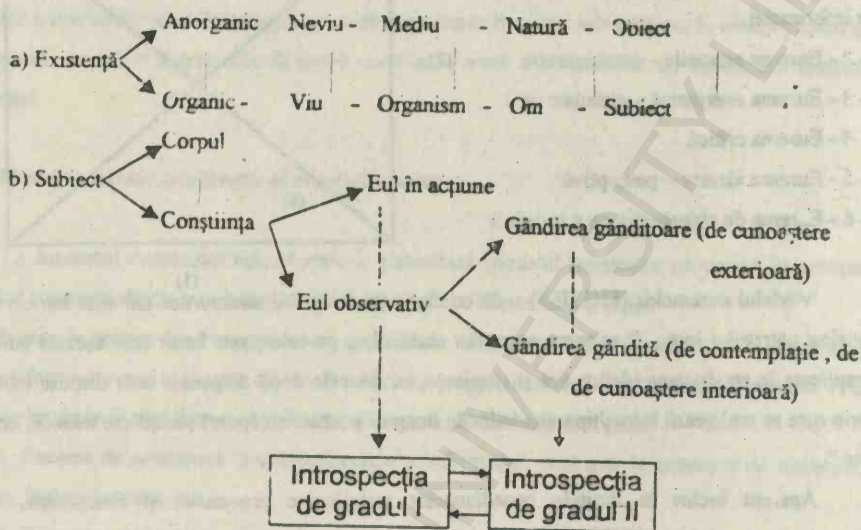 Anorganic Neviu - Mediu - Natură - Obiect
a) Existență
Organic - Viu - Organism - Om - Subiect
Corpul
b) Subiect
Eul in acțiune
Conștiința
Gândirea gânditoare (de cunoaștere
exterioară)
Eul observativ
Gândirea gândită (de contemplație , de
de cunoaștere interioară)
Introspecția
de gradul I
Introspecția
de gradul II